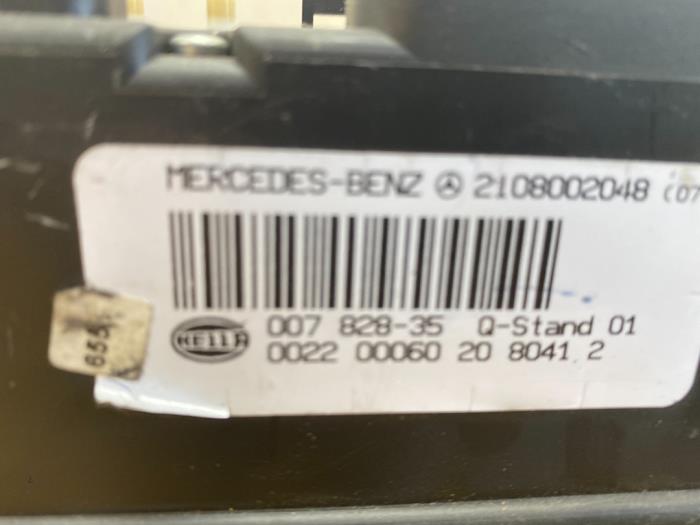 MERCEDES-BENZ 2108002048 (07
007 828-35 Q-Stand 01
HELLA 0022 00060 20 8041 2
655